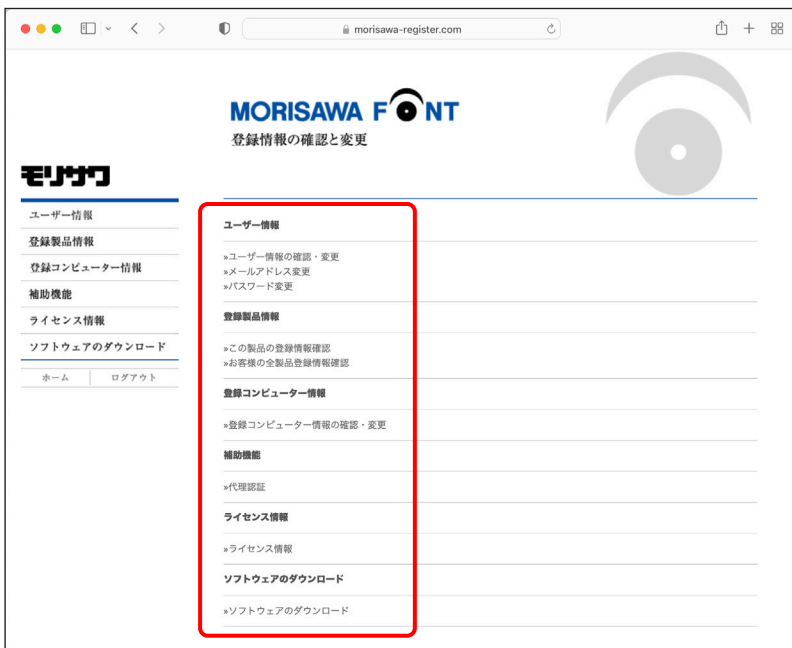 morisawa-register.com
MORISAWA FONT
登録情報の確認と変更
モリサワ
ユーザー情報
登録製品情報
登録コンピューター情報
補助機能
ライセンス情報
ソフトウェアのダウンロード
ホーム
ログアウト
ユーザー情報
»ユーザー情報の確認・変更
»メールアドレス変更
»パスワード変更
登録製品情報
»この製品の登録情報確認
»お客様の全製品登録情報確認
登録コンピューター情報
»登録コンピューター情報の確認・変更
補助機能
»代理認証
ライセンス情報
»ライセンス情報
ソフトウェアのダウンロード
»ソフトウェアのダウンロード